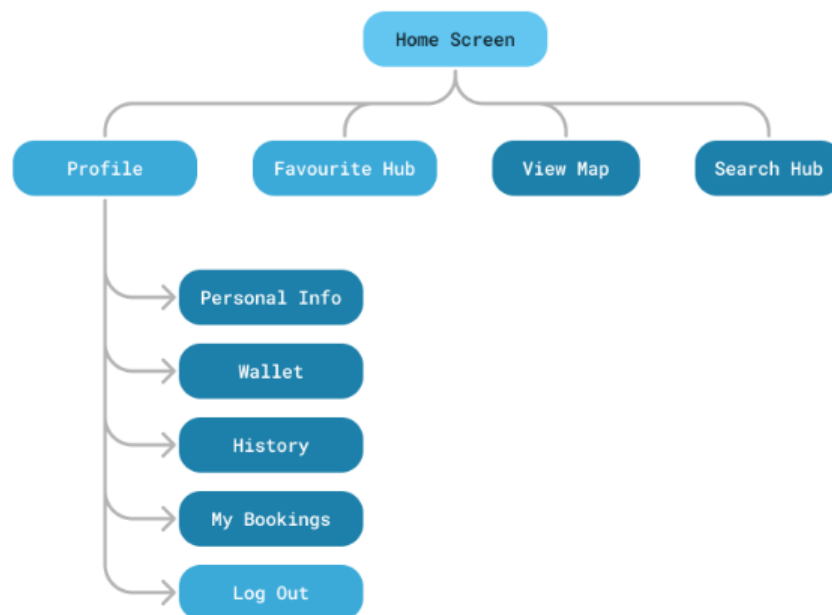 Home Screen
Profile
Favourite Hub
View Map
Search Hub
Personal Info
Wallet
History
My Bookings
Log Out